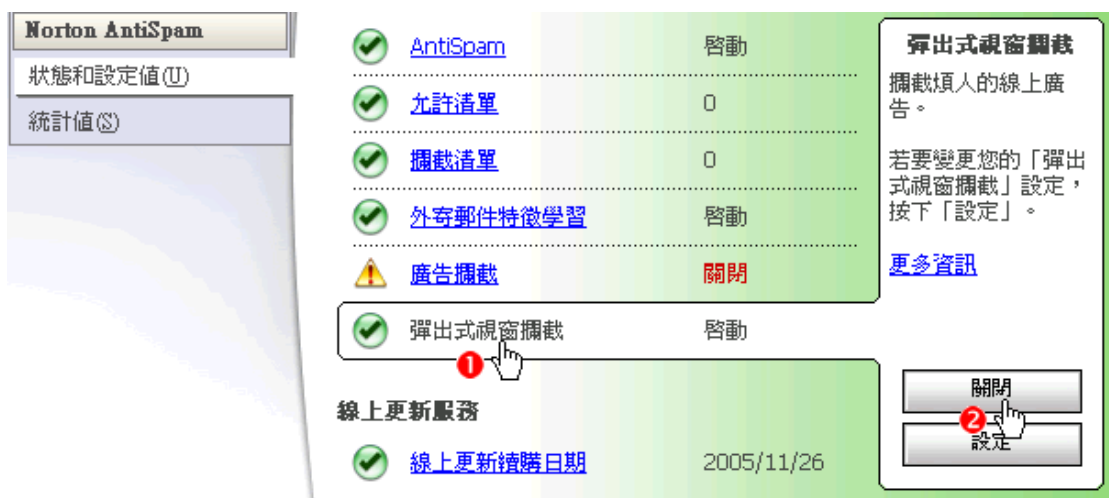 Norton AntiSpam
狀態和設定值(U)
統計值(S)
AntiSpam 啓動
允許清單 0
攔截清單 0
外寄郵件特徵學習 啓動
廣告攔截 關閉
彈出式視窗攔截 啓動
1
線上更新服務
線上更新續購日期 2005/11/26
彈出式視窗攔截
攔截煩人的線上廣
告。
若要變更您的「彈出
式視窗攔截」設定，
按下「設定」。
更多資訊
關閉
2
設定